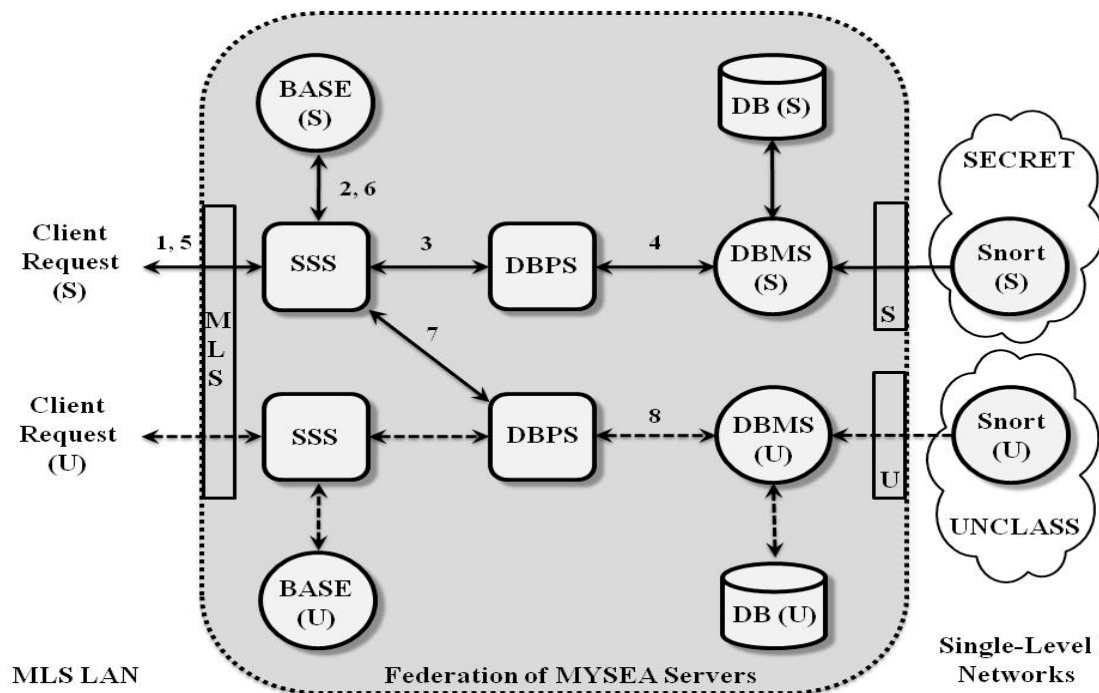 BASE
(S)
DB (S)
SECRET
2, 6
Client
Request
(S)
1, 5
SSS
3
DBPS
4
DBMS
(S)
S
Snort
(S)
MLS
7
Client
Request
(U)
SSS
DBPS
8
DBMS
(U)
U
Snort
(U)
UNCLASS
BASE
(U)
DB (U)
MLS LAN
Federation of MYSEA Servers
Single-Level
Networks